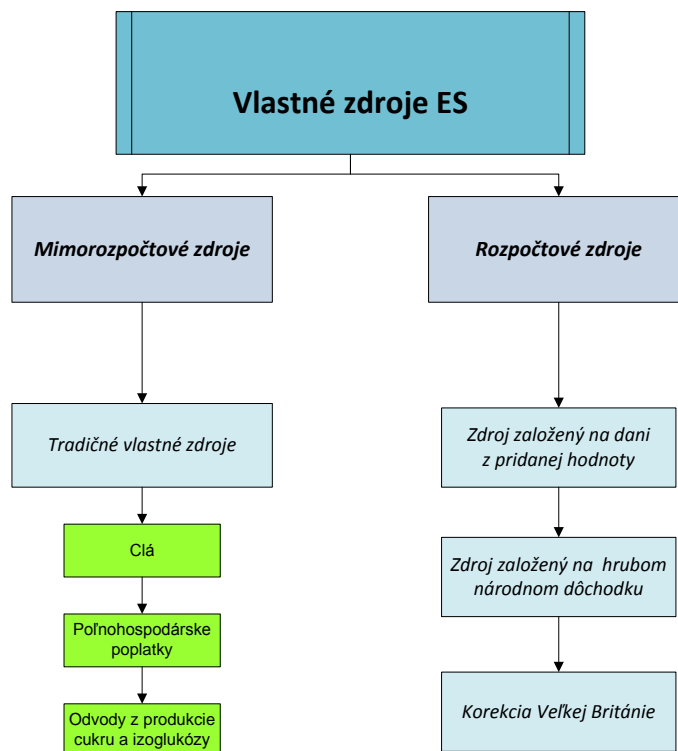 Vlastné zdroje ES
Mimorozpočtové zdroje
Rozpočtové zdroje
Tradičné vlastné zdroje
Zdroj založený na dani
z pridanej hodnoty
Clá
Zdroj založený na hrubom
národnom dôchodku
Poľnohospodárske
poplatky
Odvody z produkcie
cukru a izoglukózy
Korekcia Veľkej Británie